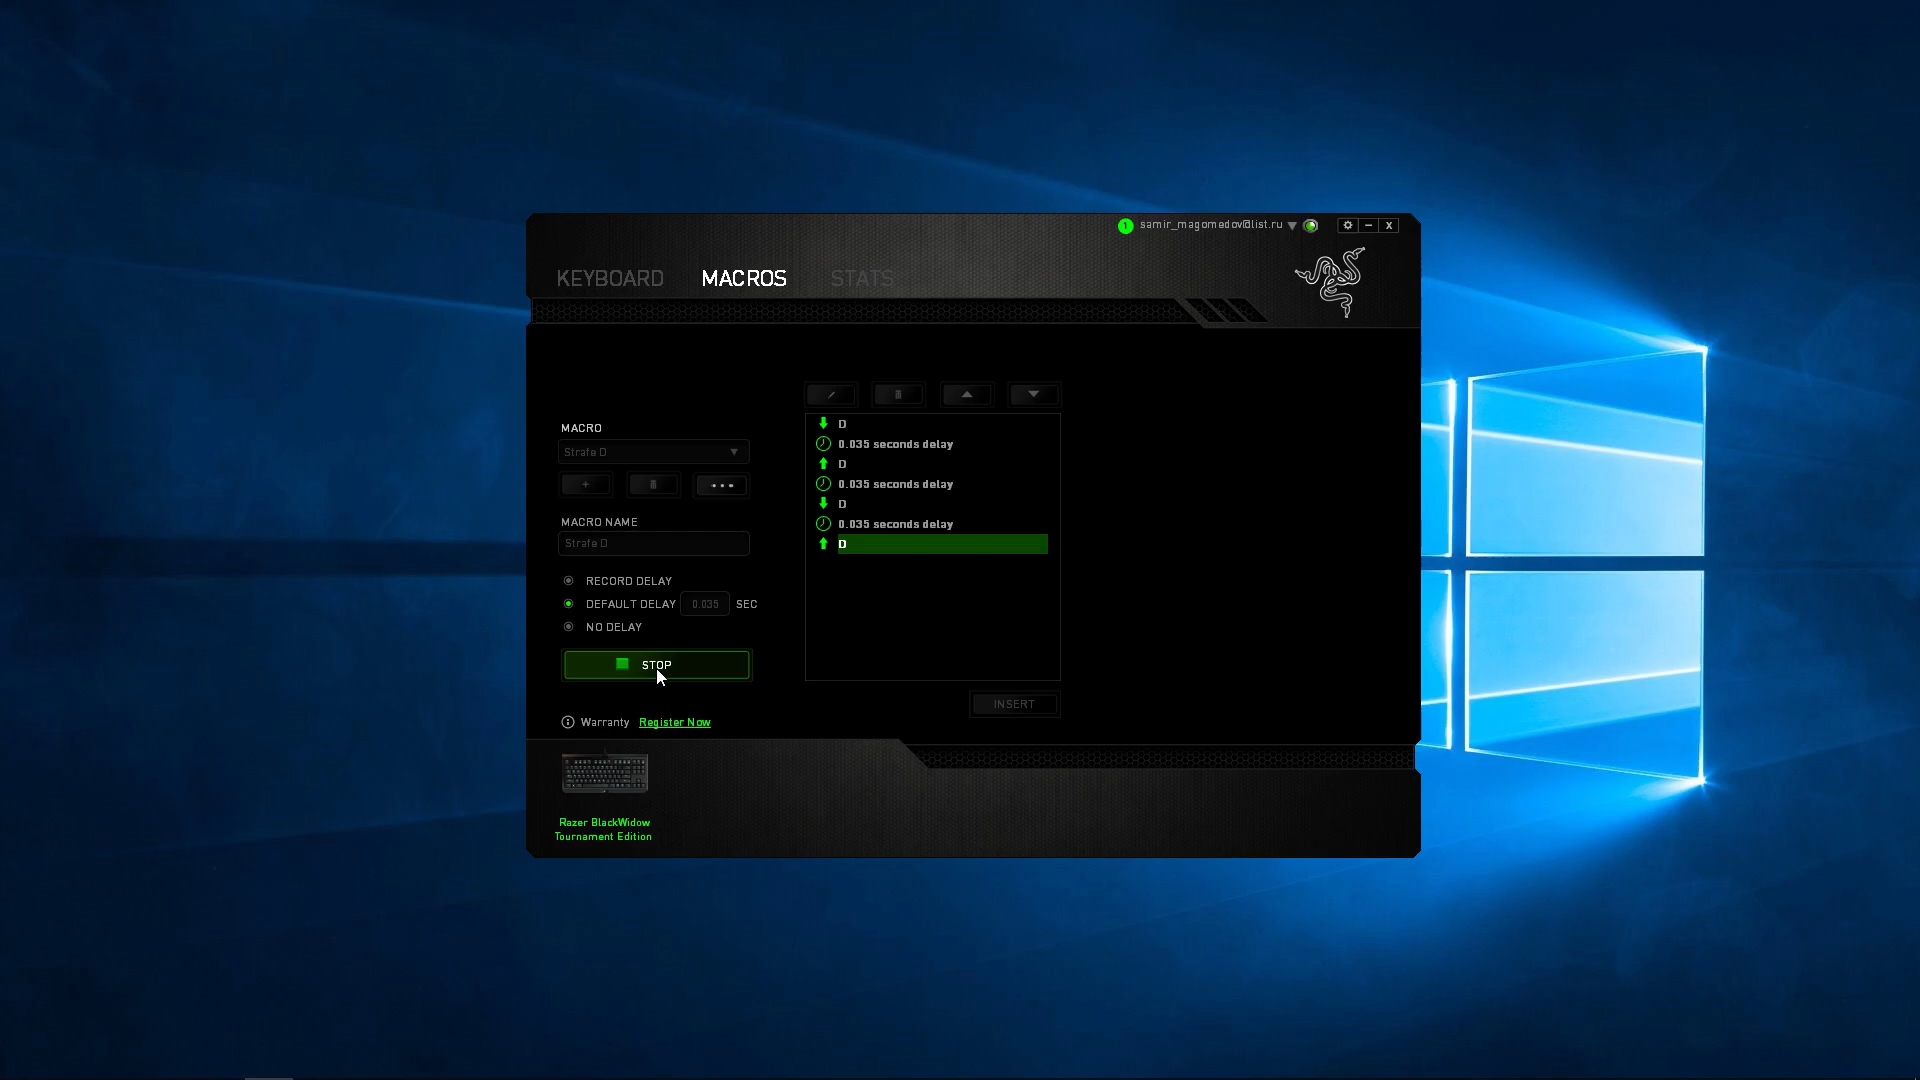 1 samir_magomedov@list.ru
X
KEYBOARD MACROS STATS
MACRO
Strafe D
MACRO NAME
Strafe D
RECORD DELAY
DEFAULT DELAY 0.035 SEC
NO DELAY
STOP
D
0.035 seconds delay
D
0.035 seconds delay
D
0.035 seconds delay
D
INSERT
Warranty Register Now
Razer BlackWidow
Tournament Edition